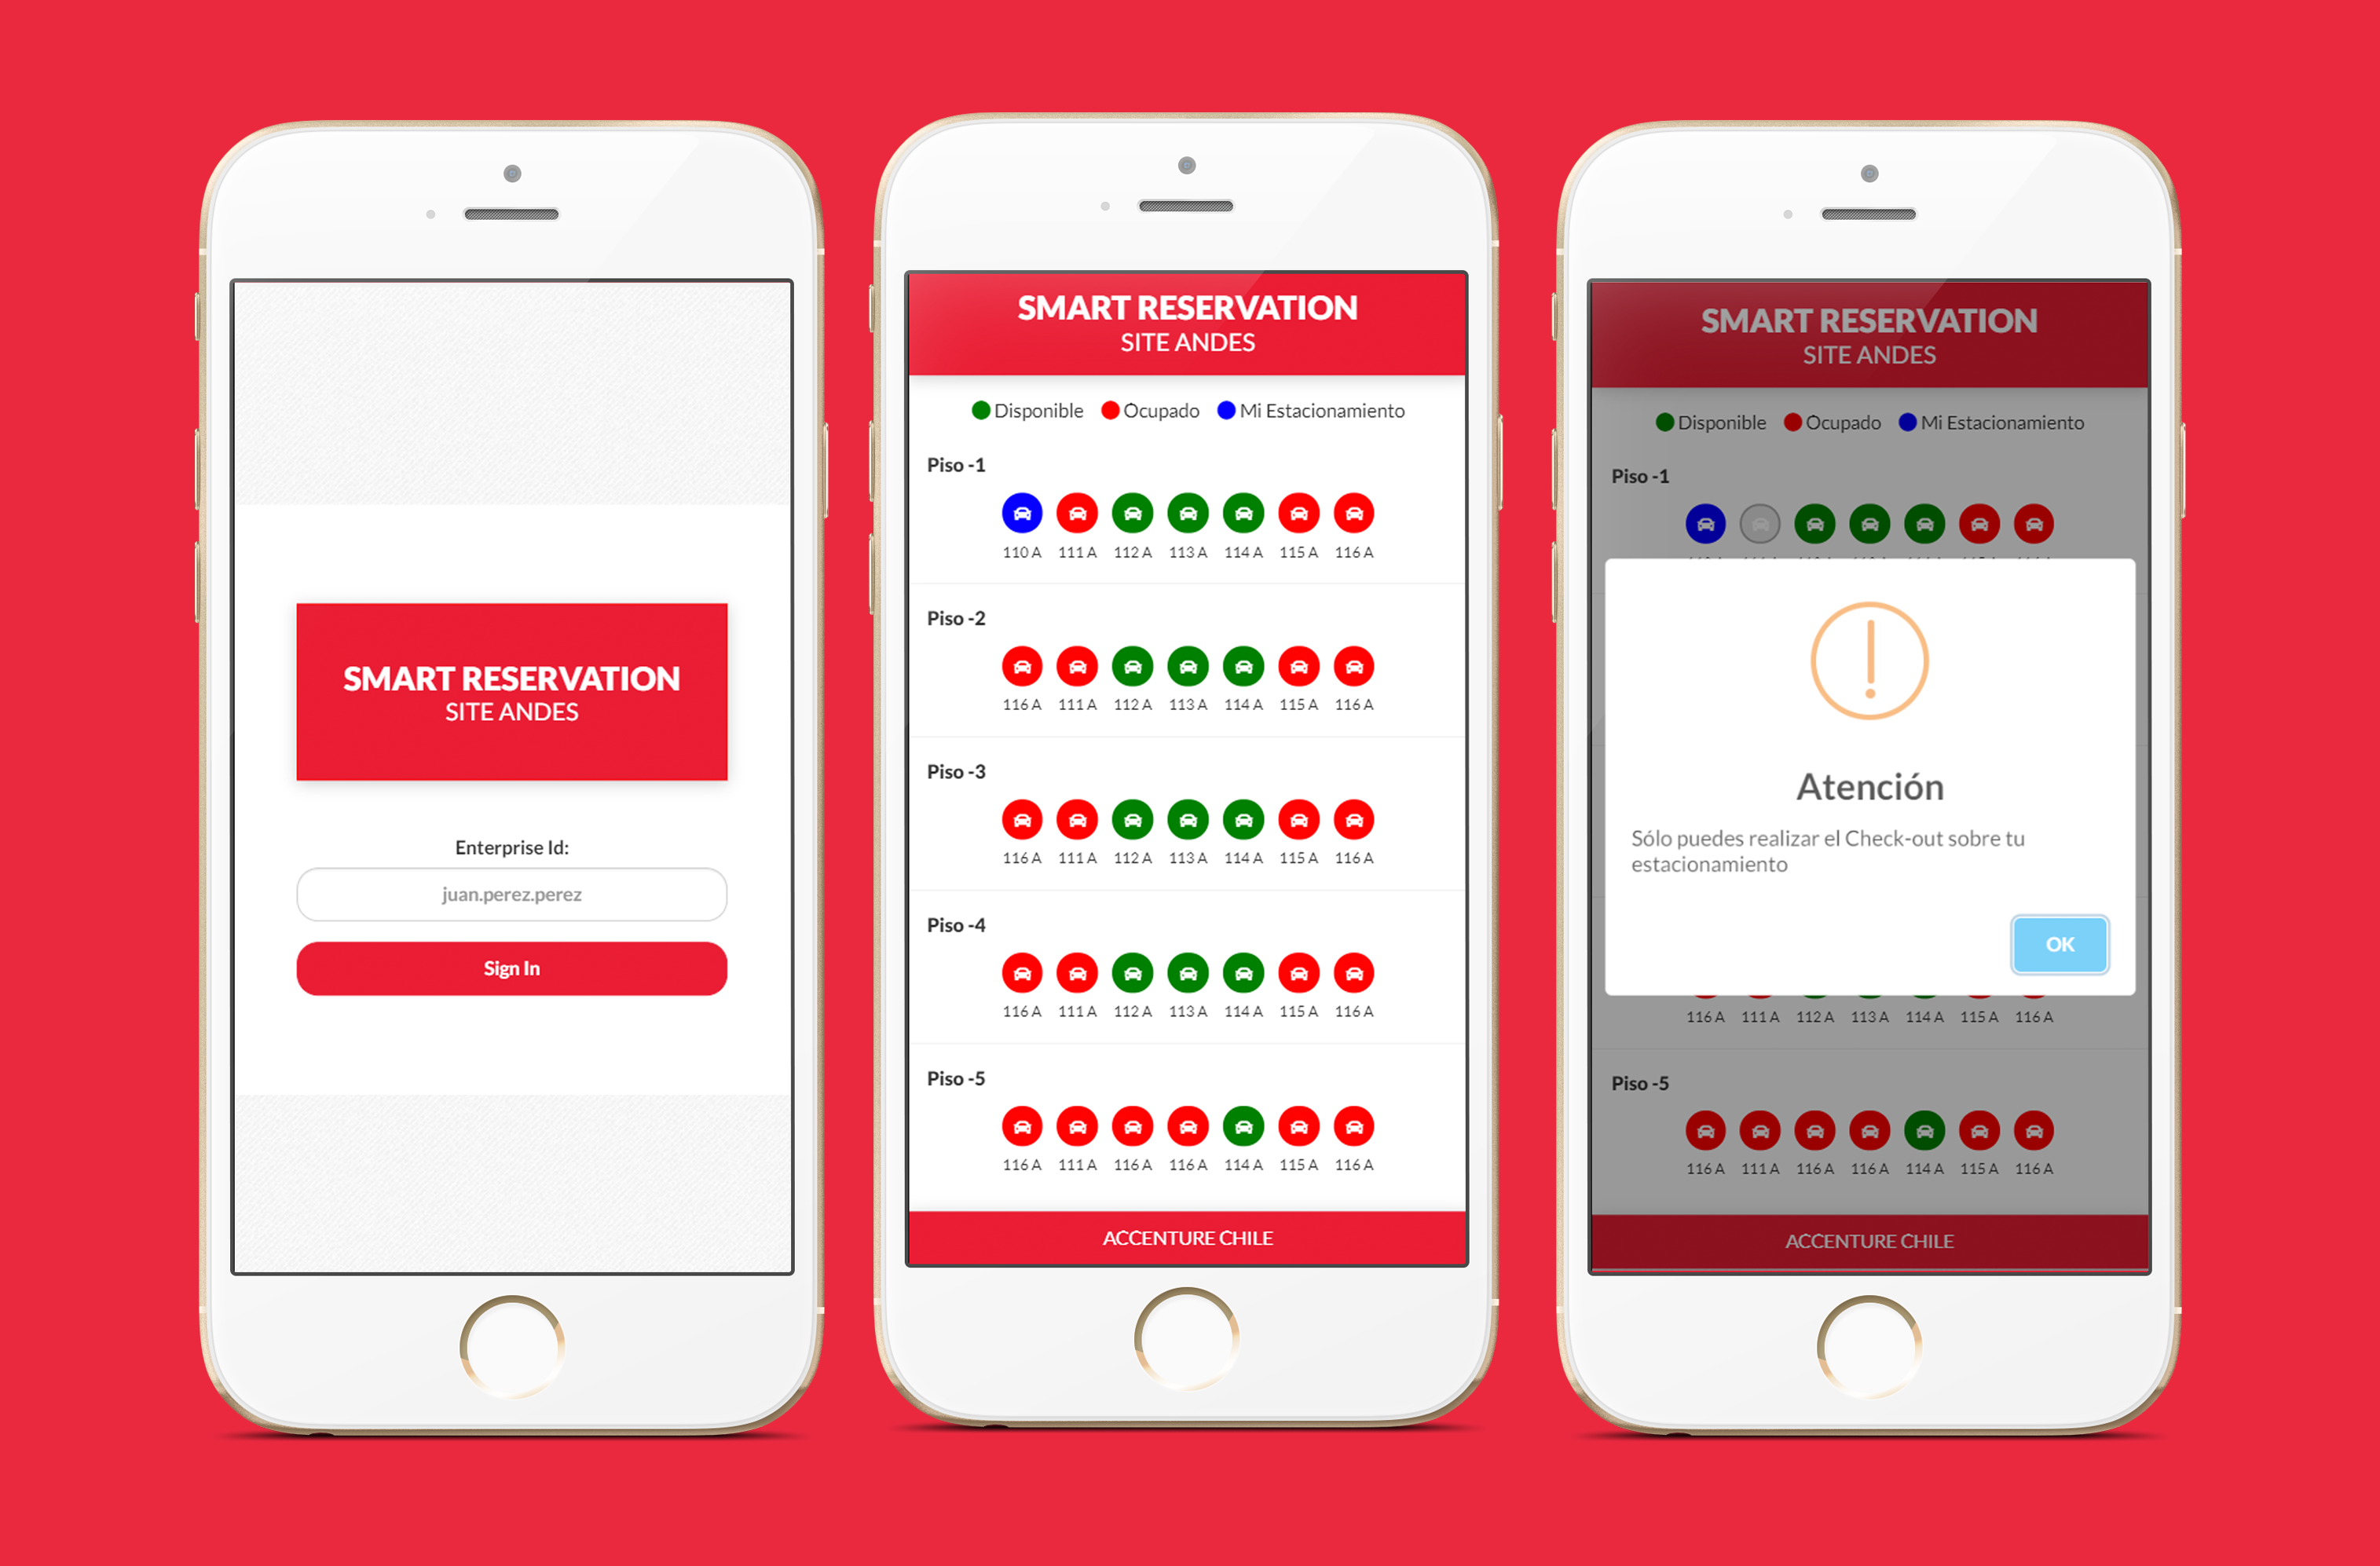 SMART RESERVATION
SITE ANDES
Enterprise Id:
juan.perez.perez
Sign In
SMART RESERVATION
SITE ANDES
Disponible Ocupado Mi Estacionamiento
Piso -1
110 A 111 A 112 A 113 A 114 A 115 A 116 A
Piso -2
116 A 111 A 112 A 113 A 114 A 115 A 116 A
Piso -3
116 A 111 A 112 A 113 A 114 A 115 A 116 A
Piso -4
116 A 111 A 112 A 113 A 114 A 115 A 116 A
Piso -5
116 A 111 A 116 A 116 A 114 A 115 A 116 A
ACCENTURE CHILE
SMART RESERVATION
SITE ANDES
Disponible Ocupado Mi Estacionamiento
Piso -1
Atención
Sólo puedes realizar el Check-out sobre tu
estacionamiento
OK
116 A 111 A 112 A 113 A 114 A 115 A 116 A
Piso -5
116 A 111 A 116 A 116 A 114 A 115 A 116 A
ACCENTURE CHILE